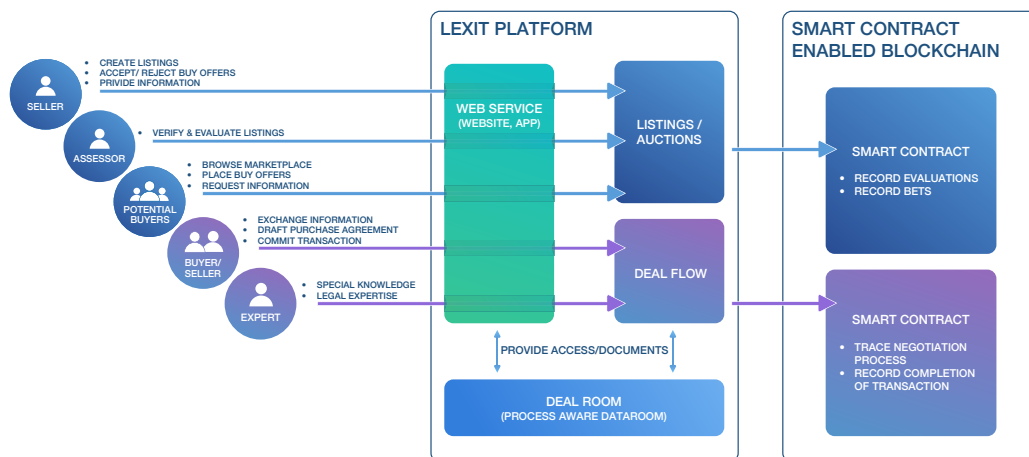 LEXIT PLATFORM
SMART CONTRACT
ENABLED BLOCKCHAIN
• CREATE LISTINGS
• ACCEPT/ REJECT BUY OFFERS
• PRIVIDE INFORMATION
SELLER
• VERIFY & EVALUATE LISTINGS
ASSESSOR
• BROWSE MARKETPLACE
• PLACE BUY OFFERS
• REQUEST INFORMATION
POTENTIAL
BUYERS
• EXCHANGE INFORMATION
• DRAFT PURCHASE AGREEMENT
• COMMIT TRANSACTION
BUYER/
SELLER
• SPECIAL KNOWLEDGE
• LEGAL EXPERTISE
EXPERT
WEB SERVICE
(WEBSITE, APP)
LISTINGS /
AUCTIONS
DEAL FLOW
PROVIDE ACCESS/DOCUMENTS
DEAL ROOM
(PROCESS AWARE DATAROOM)
SMART CONTRACT
• RECORD EVALUATIONS
• RECORD BETS
SMART CONTRACT
• TRACE NEGOTIATION
PROCESS
• RECORD COMPLETION
OF TRANSACTION